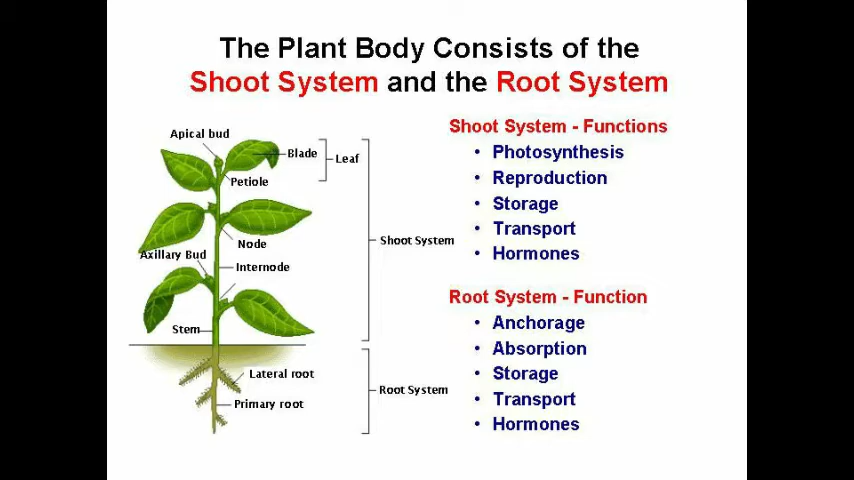 The Plant Body Consists of the
Shoot System and the Root System
Apical bud
Blade
Leaf
Petiole
Node
Axillary Bud
Internode
Shoot System
Stem
Lateral root
Root System
Primary root
Shoot System - Functions
• Photosynthesis
• Reproduction
• Storage
• Transport
• Hormones
Root System - Function
• Anchorage
• Absorption
• Storage
• Transport
• Hormones